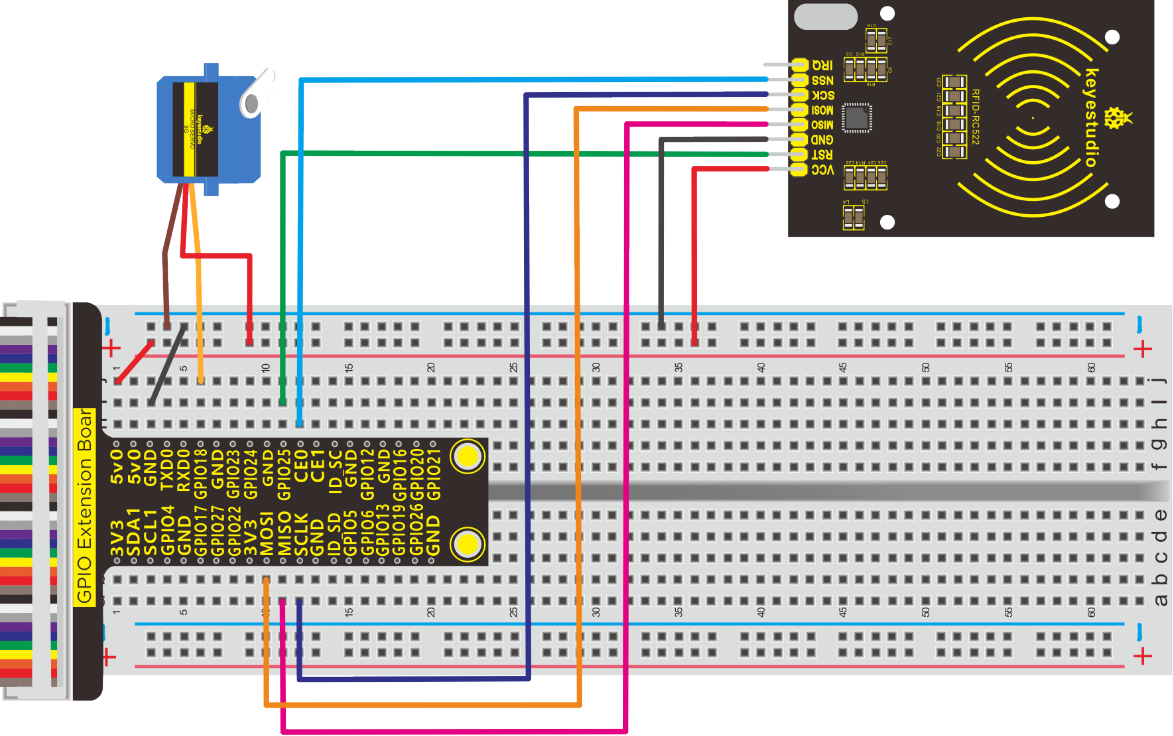 IRQ
NSS
SCK
MOSI
MISO
GND
RST
VCC
RFID-RC522
keyestudio
keyestudio
MICRO SERVO
9G
GPIO Extension Boar
5v0
5v0
GND
TXD0
RXD0
GPIO18
GND
GPIO23
GPIO24
GND
GPIO25
CE0
CE1
ID_SC
GND
GPIO12
GND
GPIO16
GPIO20
GPIO21
3V3
SDA1
SCL1
GPIO4
GND
GPIO17
GPIO27
GPIO22
3V3
MOSI
MISO
SCLK
GND
ID_SD
GPIO5
GPIO6
GPIO13
GPIO19
GPIO26
GND
- -
+ +
1 5 10 15 20 25 30 35 40 45 50 55 60
j
i
h
g
f
e
d
c
b
a
1 5 15 20 25 30 35 40 45 50 55 60
- -
+ +